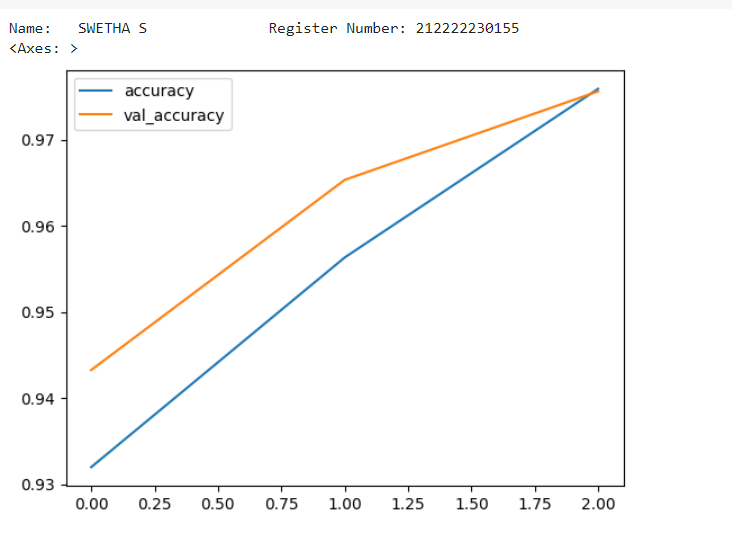 Name:   SWETHA S               Register Number: 212222230155
<Axes: >
accuracy
val_accuracy
0.97
0.96
0.95
0.94
0.93
0.00 0.25 0.50 0.75 1.00 1.25 1.50 1.75 2.00